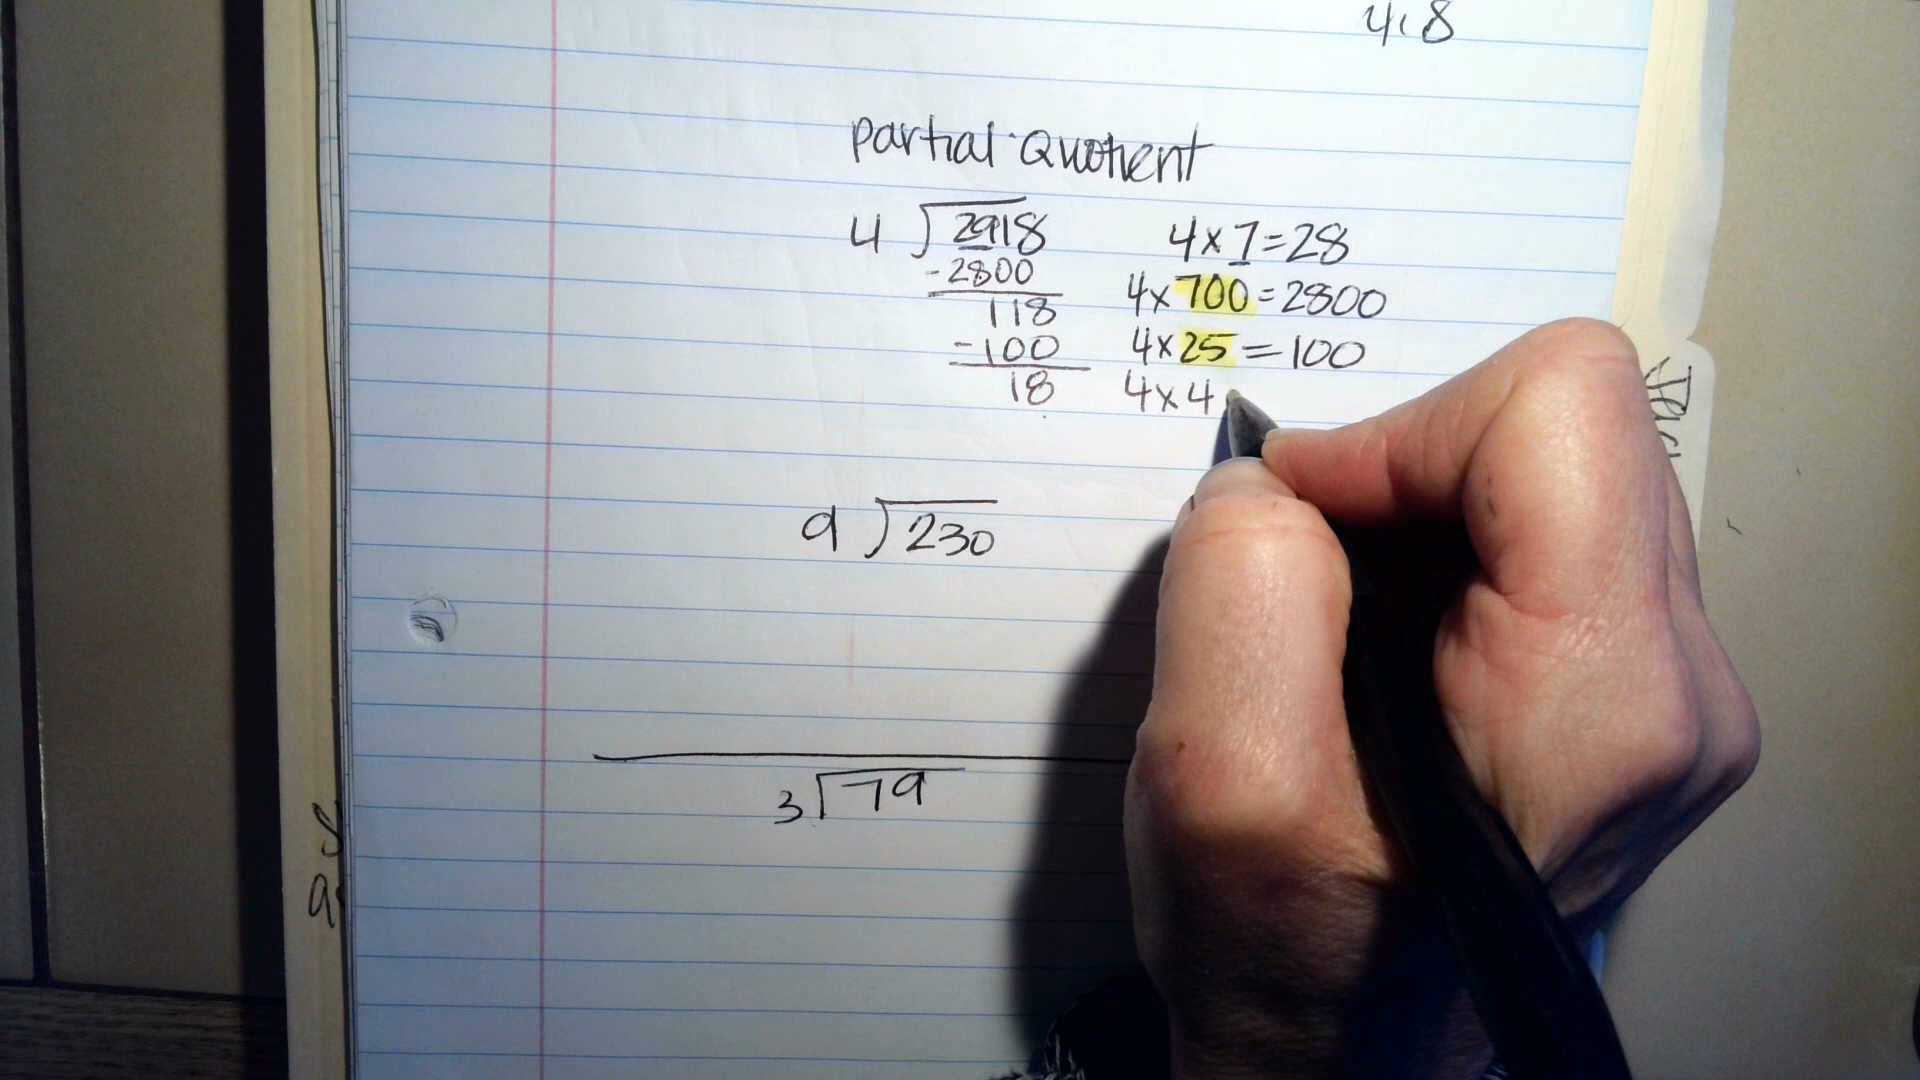 4.8
Partial Quotient
4 2918 4x7=28
-2800 4x700=2800
118
-100 4x25=100
18 4x4
9 230
3 79